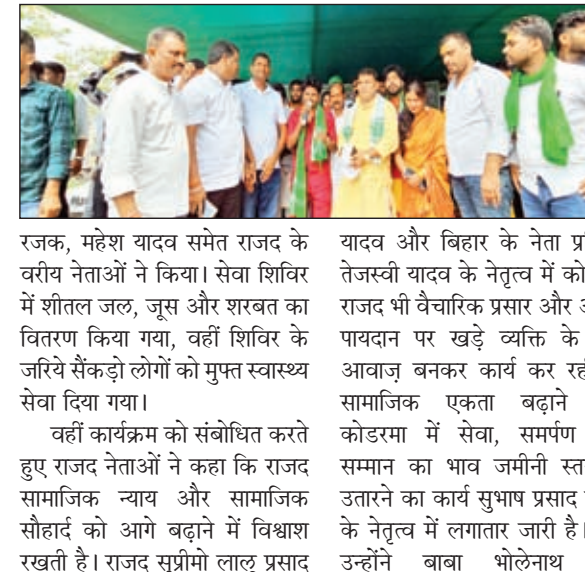 रजक, महेश यादव समेत राजद के
वरीय नेताओं ने किया। सेवा शिविर
में शीतल जल, जूस और शरबत का
वितरण किया गया, वहीं शिविर के
जरिये सैंकड़ो लोगों को मुफ्त स्वास्थ्य
सेवा दिया गया।
वहीं कार्यक्रम को संबोधित करते
हुए राजद नेताओं ने कहा कि राजद
सामाजिक न्याय और सामाजिक
सौहार्द को आगे बढ़ाने में विश्वाश
रखती है। राजद सुप्रीमो लालू प्रसाद
यादव और बिहार के नेता
तेजस्वी यादव के नेतृत्व में
राजद भी वैचारिक प्रसार और
पायदान पर खड़े व्यक्ति के
आवाज़ बनकर कार्य कर
सामाजिक एकता बढ़ाने
कोडरमा में सेवा, समर्पण
सम्मान का भाव जमीनी
उतारने का कार्य सुभाष प्रसाद
के नेतृत्व में लगातार जारी है।
उन्होंने बाबा भोलेनाथ